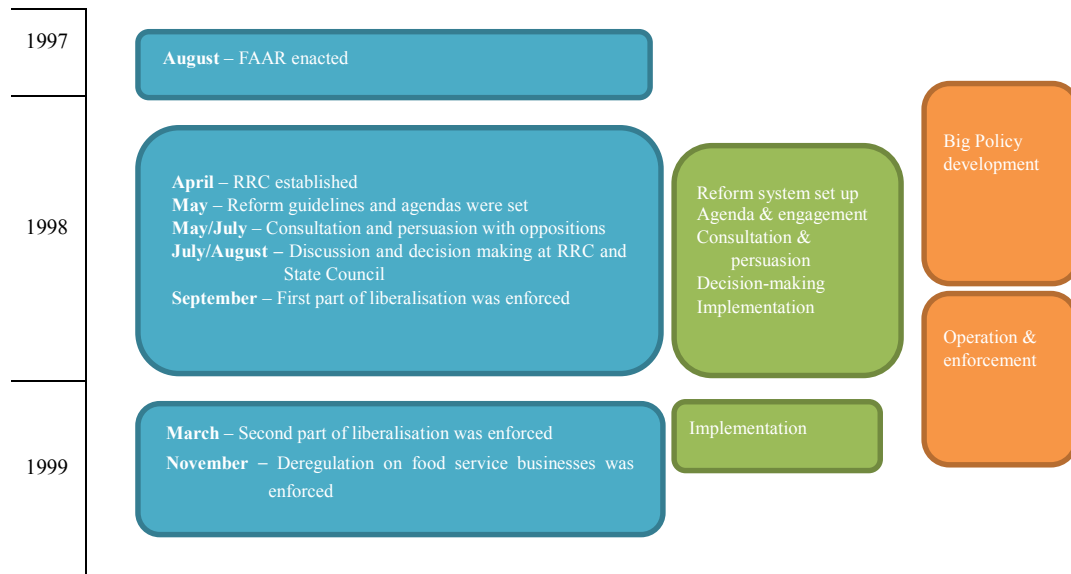 1997
August – FAAR enacted
1998
April – RRC established
May – Reform guidelines and agendas were set
May/July – Consultation and persuasion with oppositions
July/August – Discussion and decision making at RRC and
State Council
September – First part of liberalisation was enforced
Reform system set up
Agenda & engagement
Consultation &
persuasion
Decision-making
Implementation
Big Policy
development
Operation &
enforcement
1999
March – Second part of liberalisation was enforced
November – Deregulation on food service businesses was
enforced
Implementation